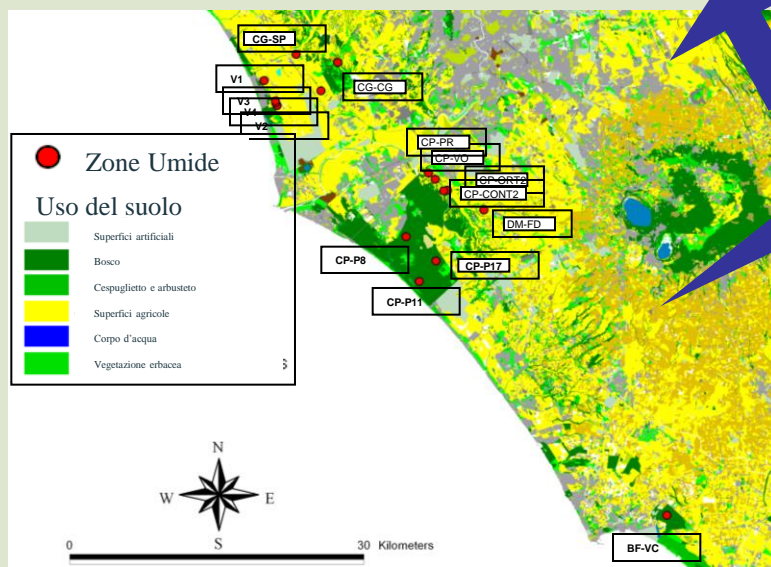 CG-SP
V1
CG-CG
V3
V4
V2
CP-PR
CP-VO
CP-ORT2
CP-CONT2
DM-FD
CP-P8
CP-P17
CP-P11
Zone Umide
Uso del suolo
Superfici artificiali
Bosco
Cespuglietto e arbusteto
Superfici agricole
Corpo d'acqua
Vegetazione erbacea
N
W E
S
0 30 Kilometers
BF-VC